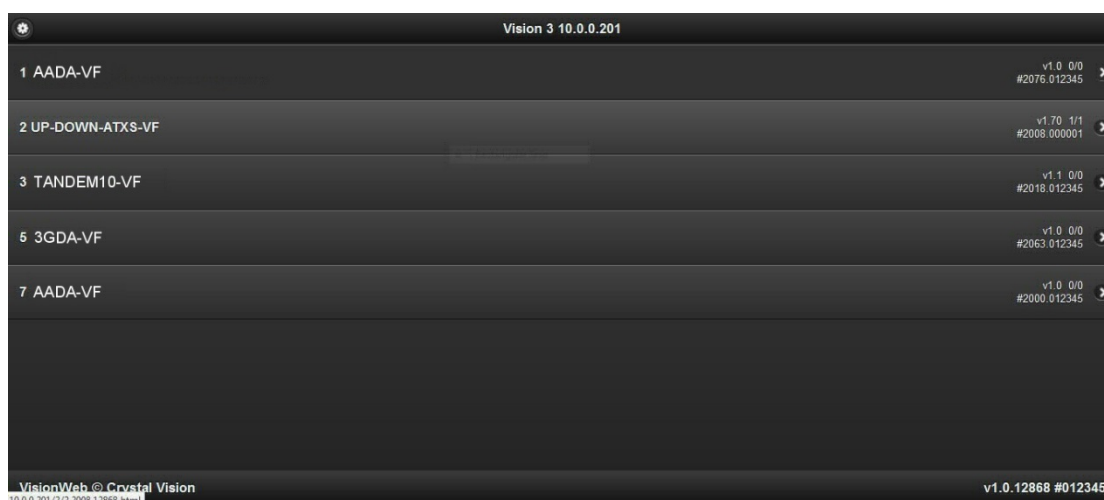 Vision 3 10.0.0.201
1 AADA-VF
v1.0 0/0
#2076.012345
2 UP-DOWN-ATXS-VF
v1.70 1/1
#2008.000001
3 TANDEM10-VF
v1.1 0/0
#2018.012345
5 3GDA-VF
v1.0 0/0
#2063.012345
7 AADA-VF
v1.0 0/0
#2000.012345
VisionWeb © Crystal Vision
v1.0.12868 #012345